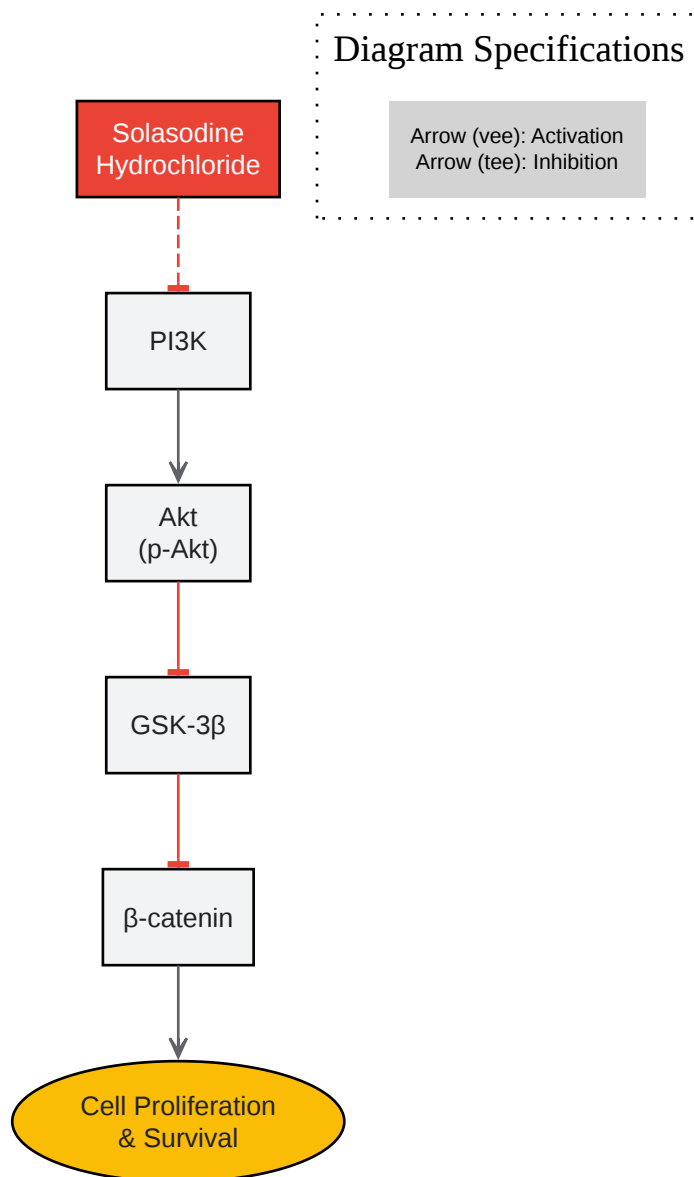 Diagram Specifications
Arrow (vee): Activation
Arrow (tee): Inhibition
Solasodine
Hydrochloride
PI3K
Akt
(p-Akt)
GSK-3β
β-catenin
Cell Proliferation
& Survival